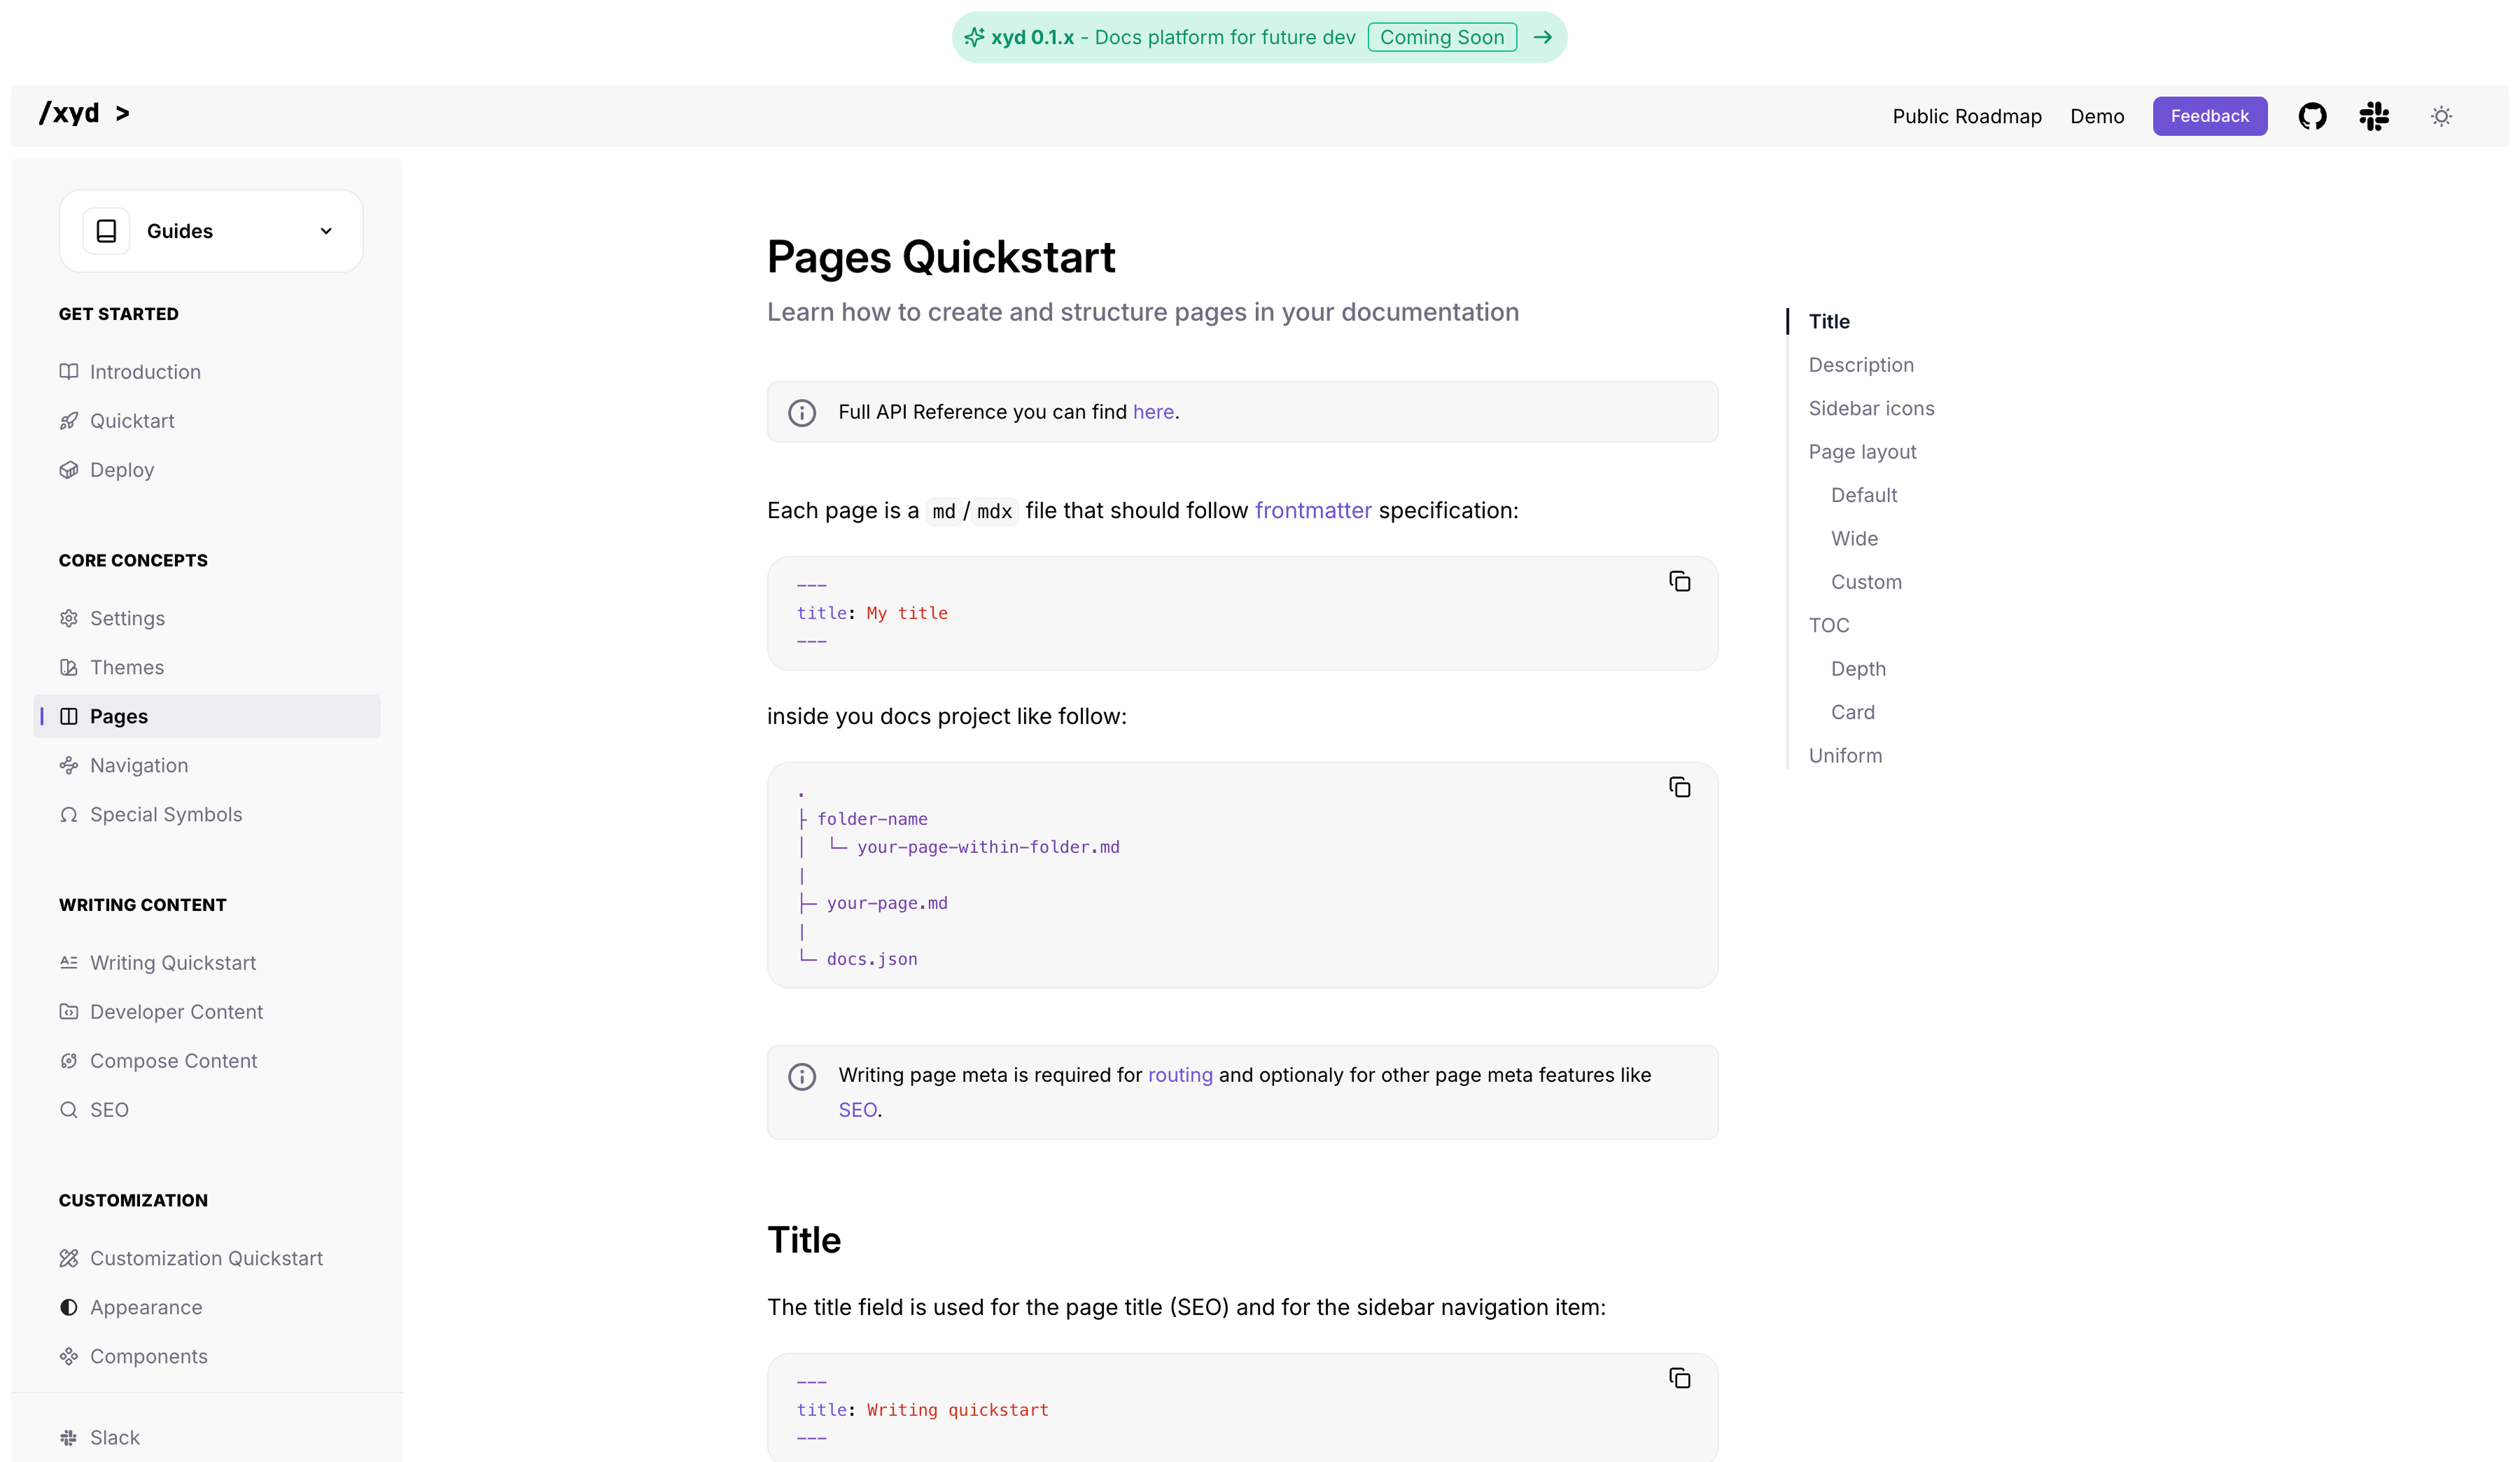 xyd 0.1.x - Docs platform for future dev Coming Soon →
/xyd >
Public Roadmap Demo Feedback
Guides
GET STARTED
Introduction
Quicktart
Deploy
CORE CONCEPTS
Settings
Themes
Pages
Navigation
Special Symbols
WRITING CONTENT
Writing Quickstart
Developer Content
Compose Content
SEO
CUSTOMIZATION
Customization Quickstart
Appearance
Components
Slack
Pages Quickstart
Learn how to create and structure pages in your documentation
Full API Reference you can find here.
Each page is a md / mdx file that should follow frontmatter specification:
---
title: My title
---
inside you docs project like follow:
.
├ folder-name
│  └─ your-page-within-folder.md
|
├─ your-page.md
|
└─ docs.json
Writing page meta is required for routing and optionaly for other page meta features like
SEO.
Title
The title field is used for the page title (SEO) and for the sidebar navigation item:
---
title: Writing quickstart
---
Title
Description
Sidebar icons
Page layout
Default
Wide
Custom
TOC
Depth
Card
Uniform